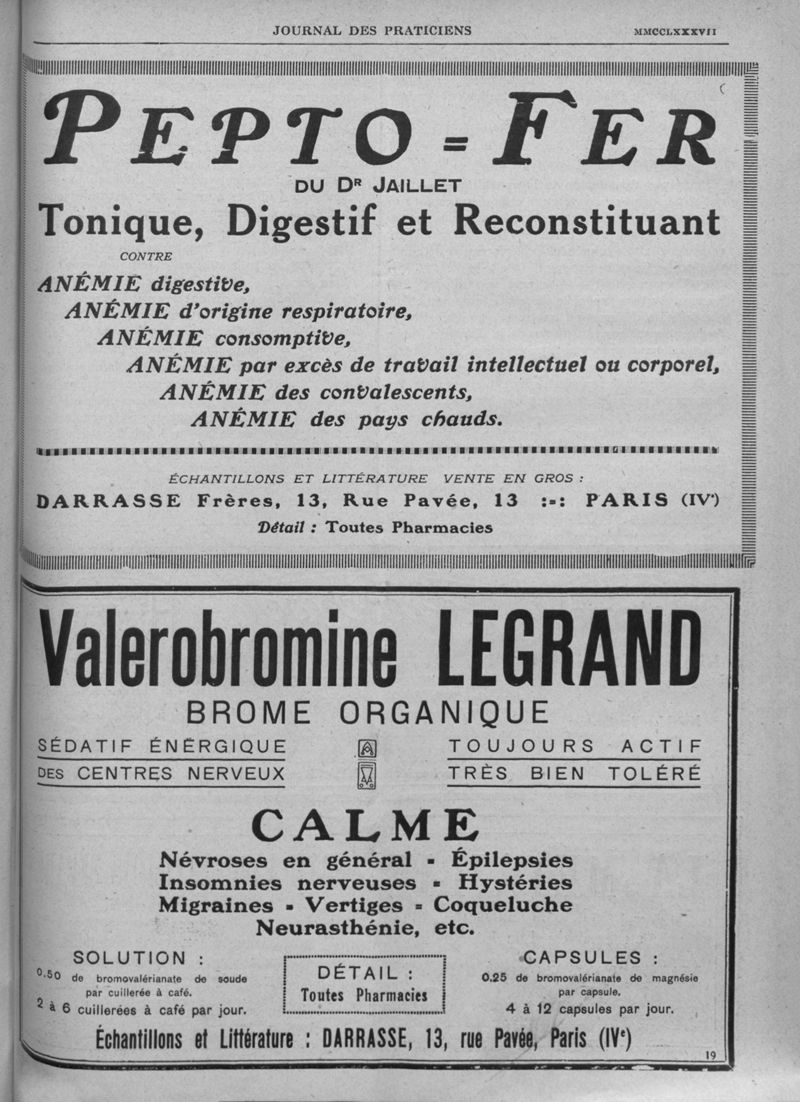 JOURNAL DES PRATICIENS MMCCLXXXVII
PEPTO=FER
DU Dr JAILLET
Tonique, Digestif et Reconstituant
CONTRE
ANÉMIE digestive,
ANÉMIE d'origine respiratoire,
ANÉMIE consomptive,
ANÉMIE par excès de travail intellectuel ou corporel,
ANÉMIE des convalescents,
ANÉMIE des pays chauds.
ÉCHANTILLONS ET LITTÉRATURE VENTE EN GROS :
DARRASSE Frères, 13, Rue Pavée, 13 :-: PARIS (IVe)
Détail : Toutes Pharmacies
Valerobromine LEGRAND
BROME ORGANIQUE
SÉDATIF ÉNERGIQUE
DES CENTRES NERVEUX
TOUJOURS ACTIF
TRÈS BIEN TOLÉRÉ
CALME
Névroses en général - Épilepsies
Insomnies nerveuses - Hystéries
Migraines - Vertiges = Coqueluche
Neurasthénie, etc.
SOLUTION :
0.50 de bromovalérianate de soude
par cuillerée à café.
2 à 6 cuillerées à café par jour.
DÉTAIL :
Toutes Pharmacies
CAPSULES :
0.25 de bromovalérianate de magnésie
par capsule.
4 à 12 capsules par jour.
Échantillons et Littérature : DARRASSE, 13, rue Pavée, Paris (IVe)
19